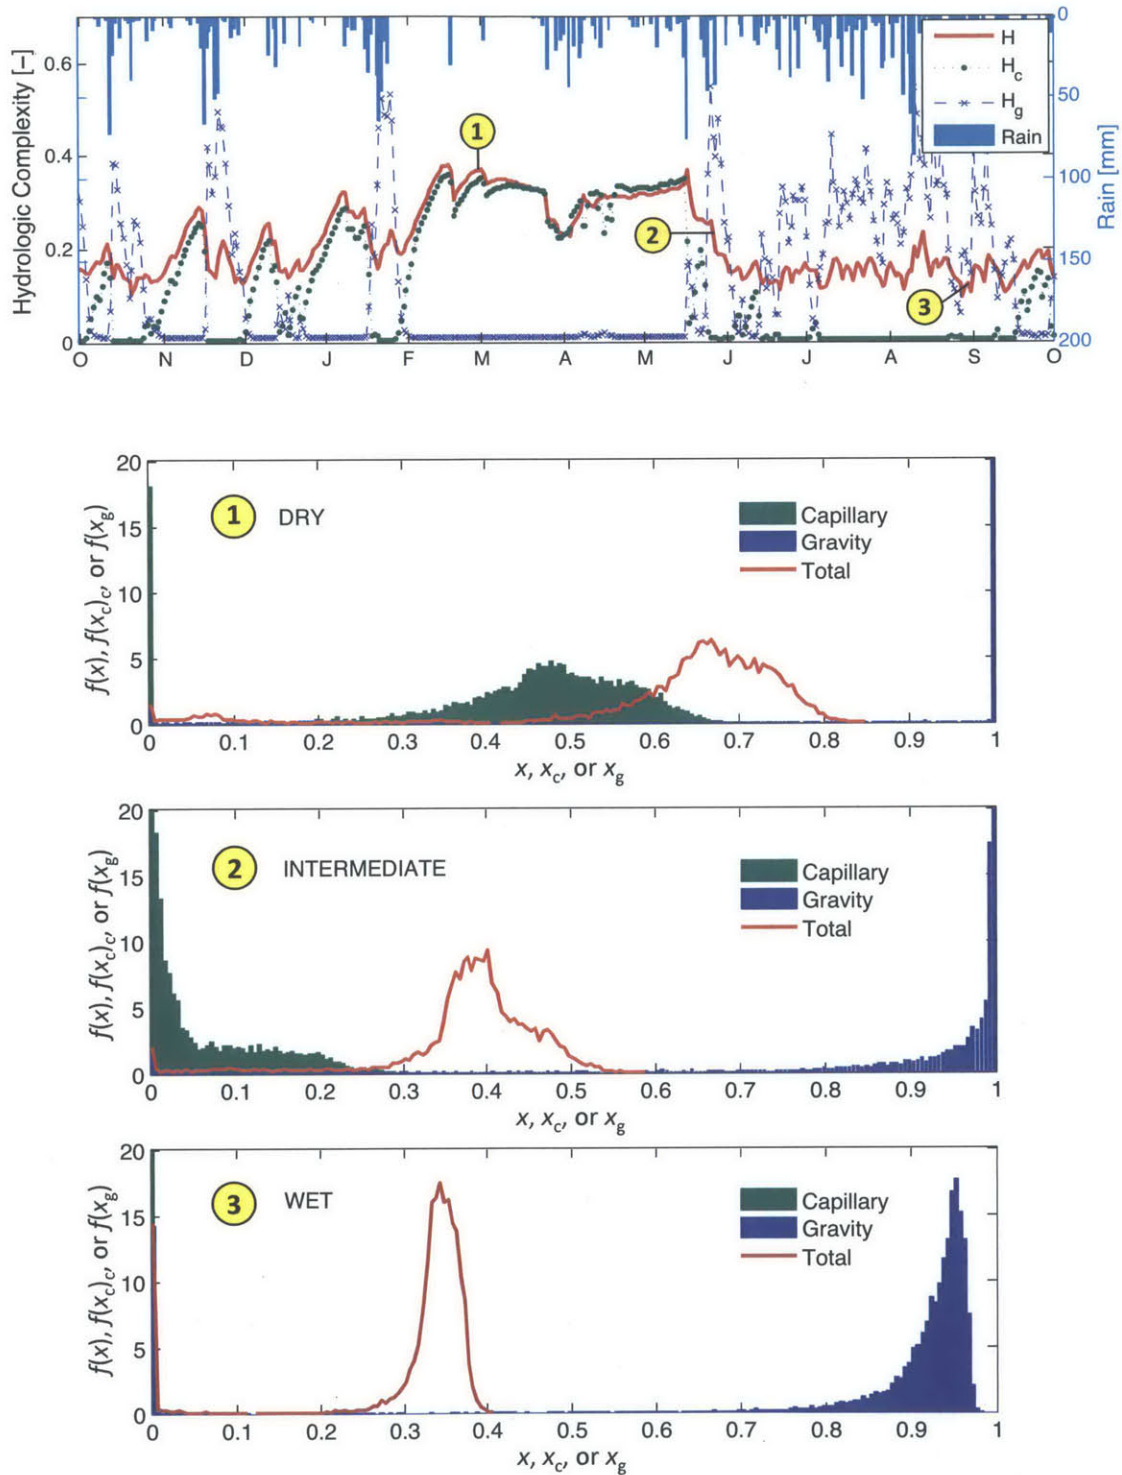 Hydrologic Complexity [–]
0.6
0.4
0.2
0
O N D J F M A M J J A S O
0
50
100
150
200
Rain [mm]
H
H_c
H_g
Rain
1
2
3
f(x), f(x_c)_c, or f(x_g)
20
15
10
5
0
1 DRY
Capillary
Gravity
Total
0 0.1 0.2 0.3 0.4 0.5 0.6 0.7 0.8 0.9 1
x, x_c, or x_g
f(x), f(x_c)_c, or f(x_g)
20
15
10
5
0
2 INTERMEDIATE
Capillary
Gravity
Total
0 0.1 0.2 0.3 0.4 0.5 0.6 0.7 0.8 0.9 1
x, x_c, or x_g
f(x), f(x_c)_c, or f(x_g)
20
15
10
5
0
3 WET
Capillary
Gravity
Total
0 0.1 0.2 0.3 0.4 0.5 0.6 0.7 0.8 0.9 1
x, x_c, or x_g